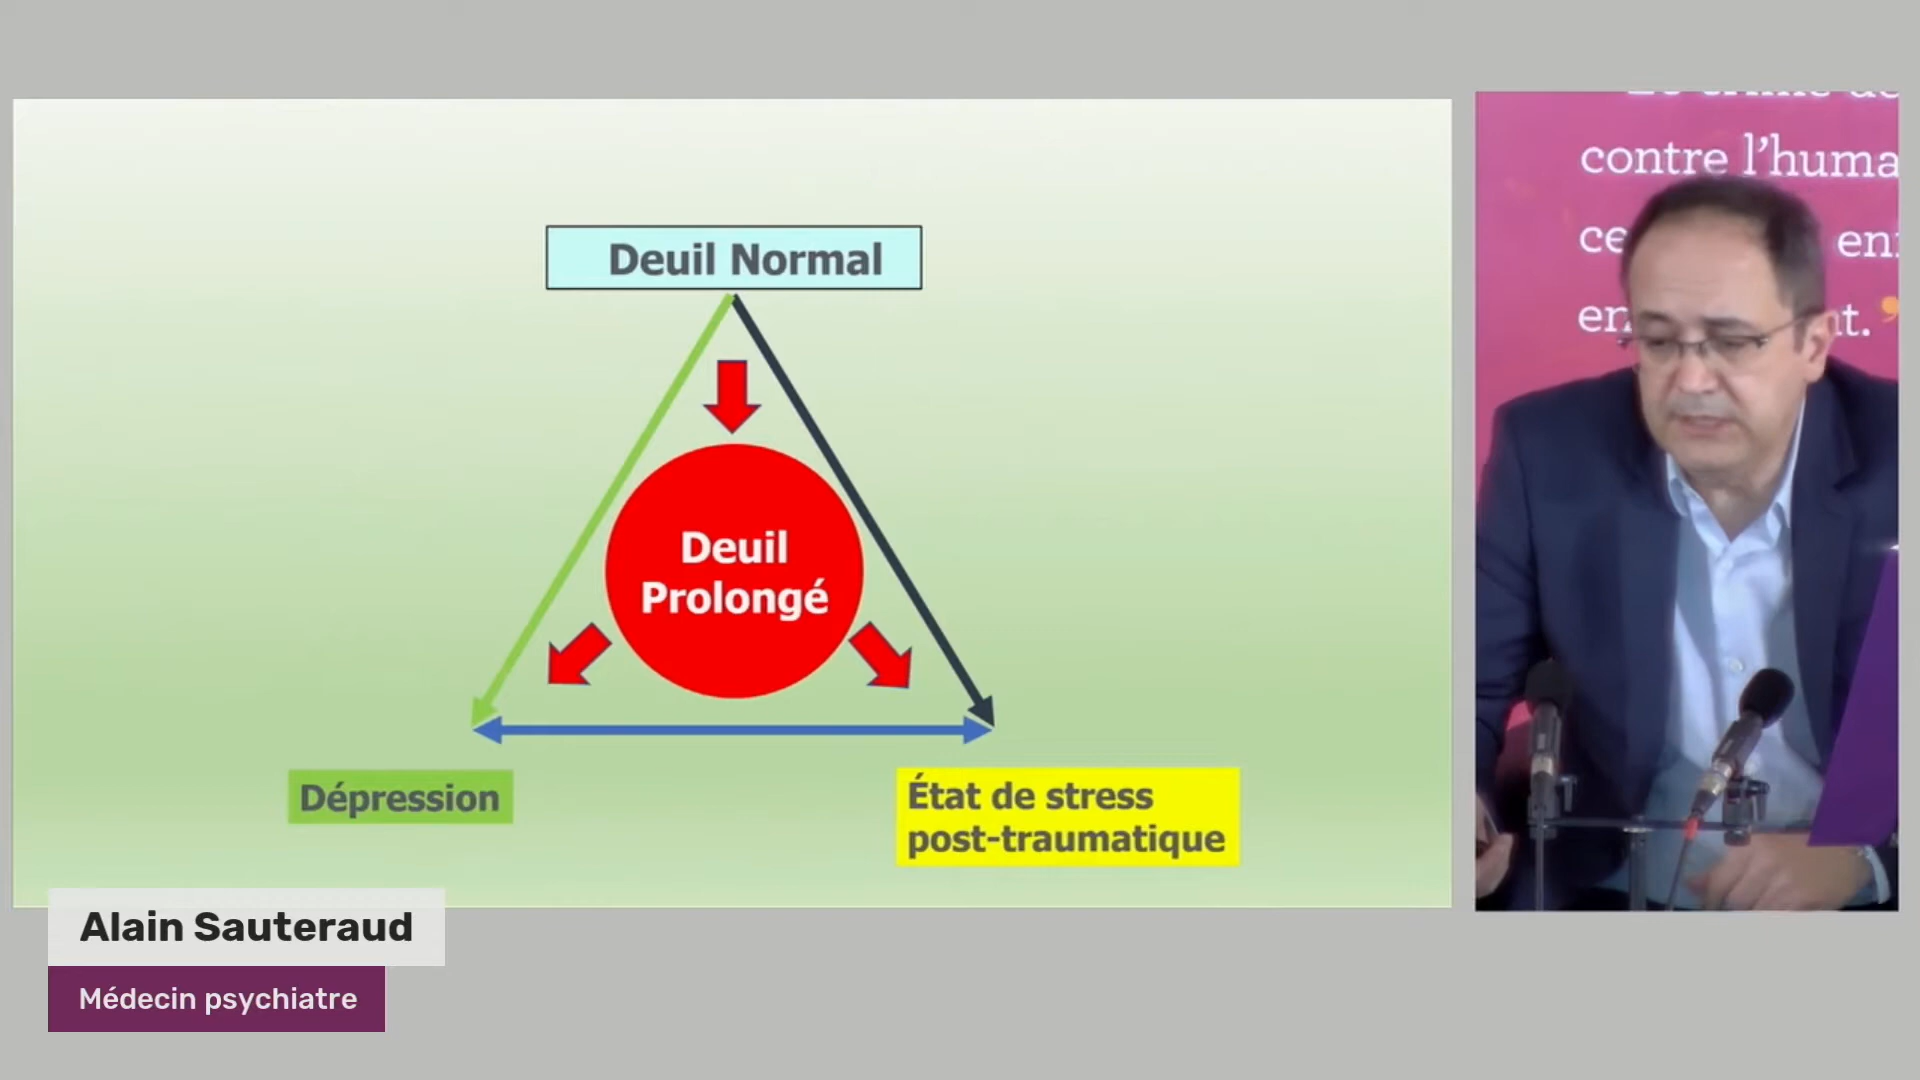 Deuil Normal
Deuil
Prolongé
Dépression
État de stress
post-traumatique
contre l'huma
t.
Alain Sauteraud
Médecin psychiatre